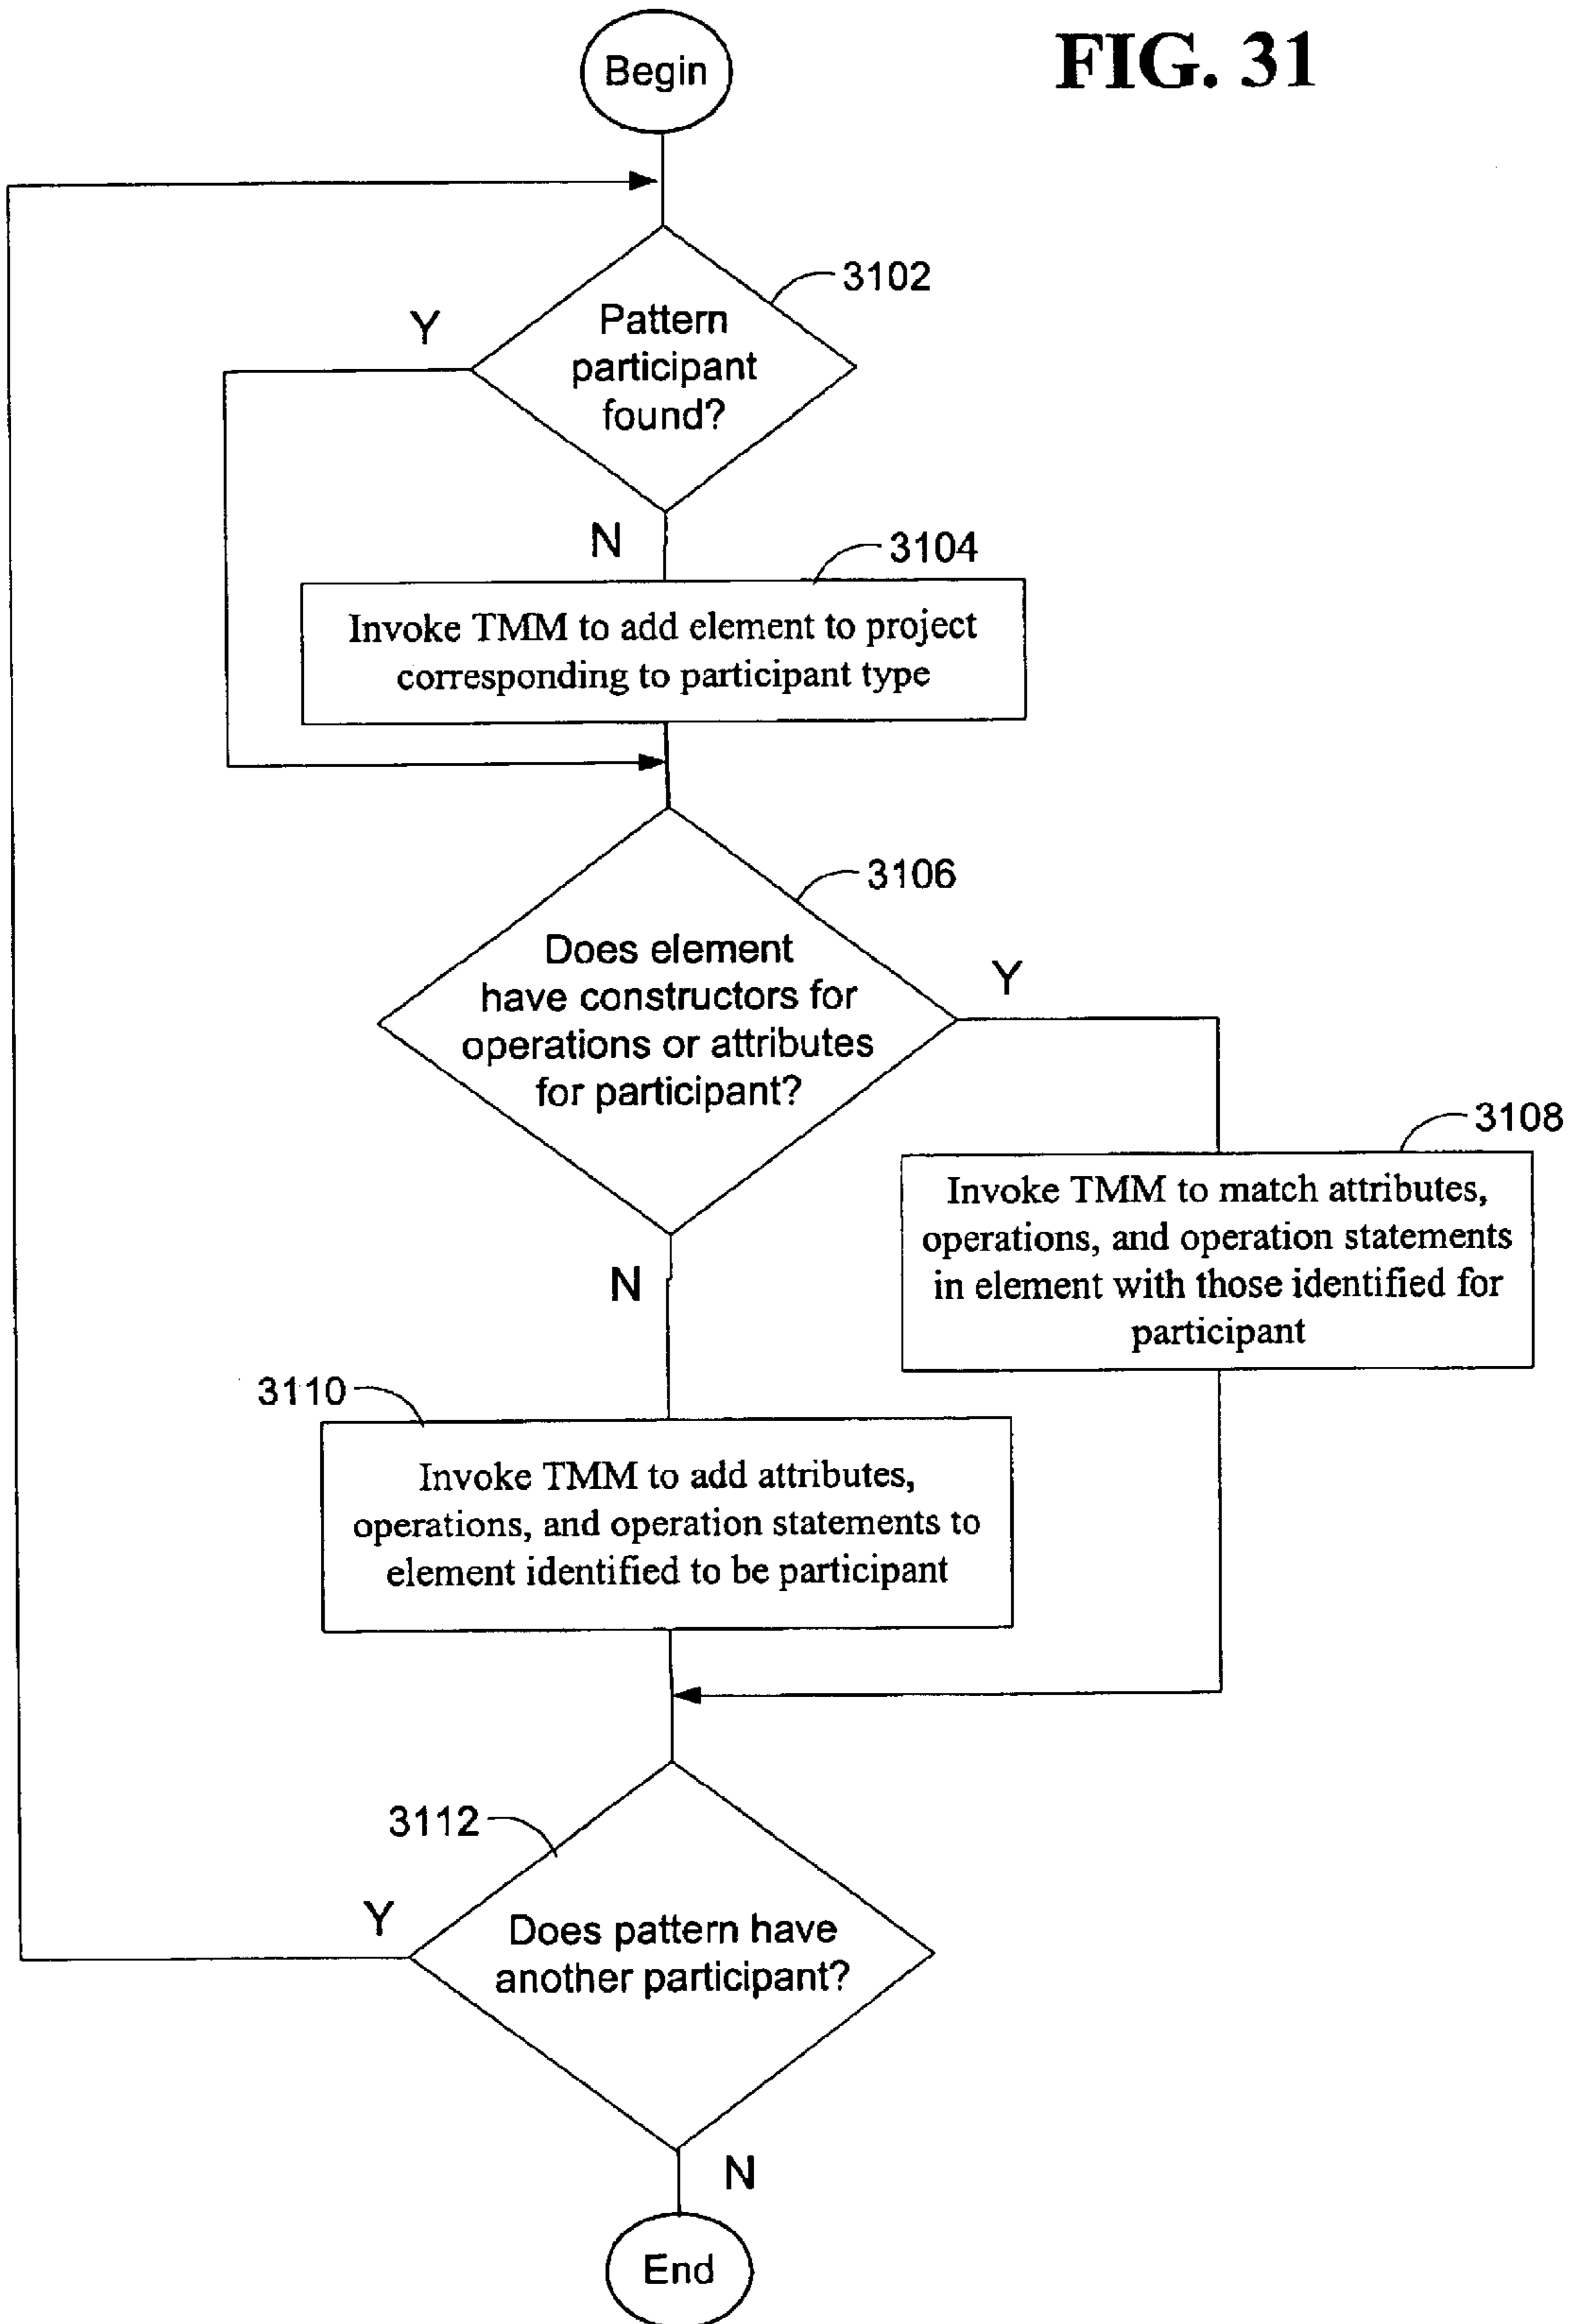 FIG. 31
Begin
3102
Y
Pattern
participant
found?
N
3104
Invoke TMM to add element to project
corresponding to participant type
3106
Does element
have constructors for
operations or attributes
for participant?
Y
3108
Invoke TMM to match attributes,
operations, and operation statements
in element with those identified for
participant
N
3110
Invoke TMM to add attributes,
operations, and operation statements to
element identified to be participant
3112
Y
Does pattern have
another participant?
N
End